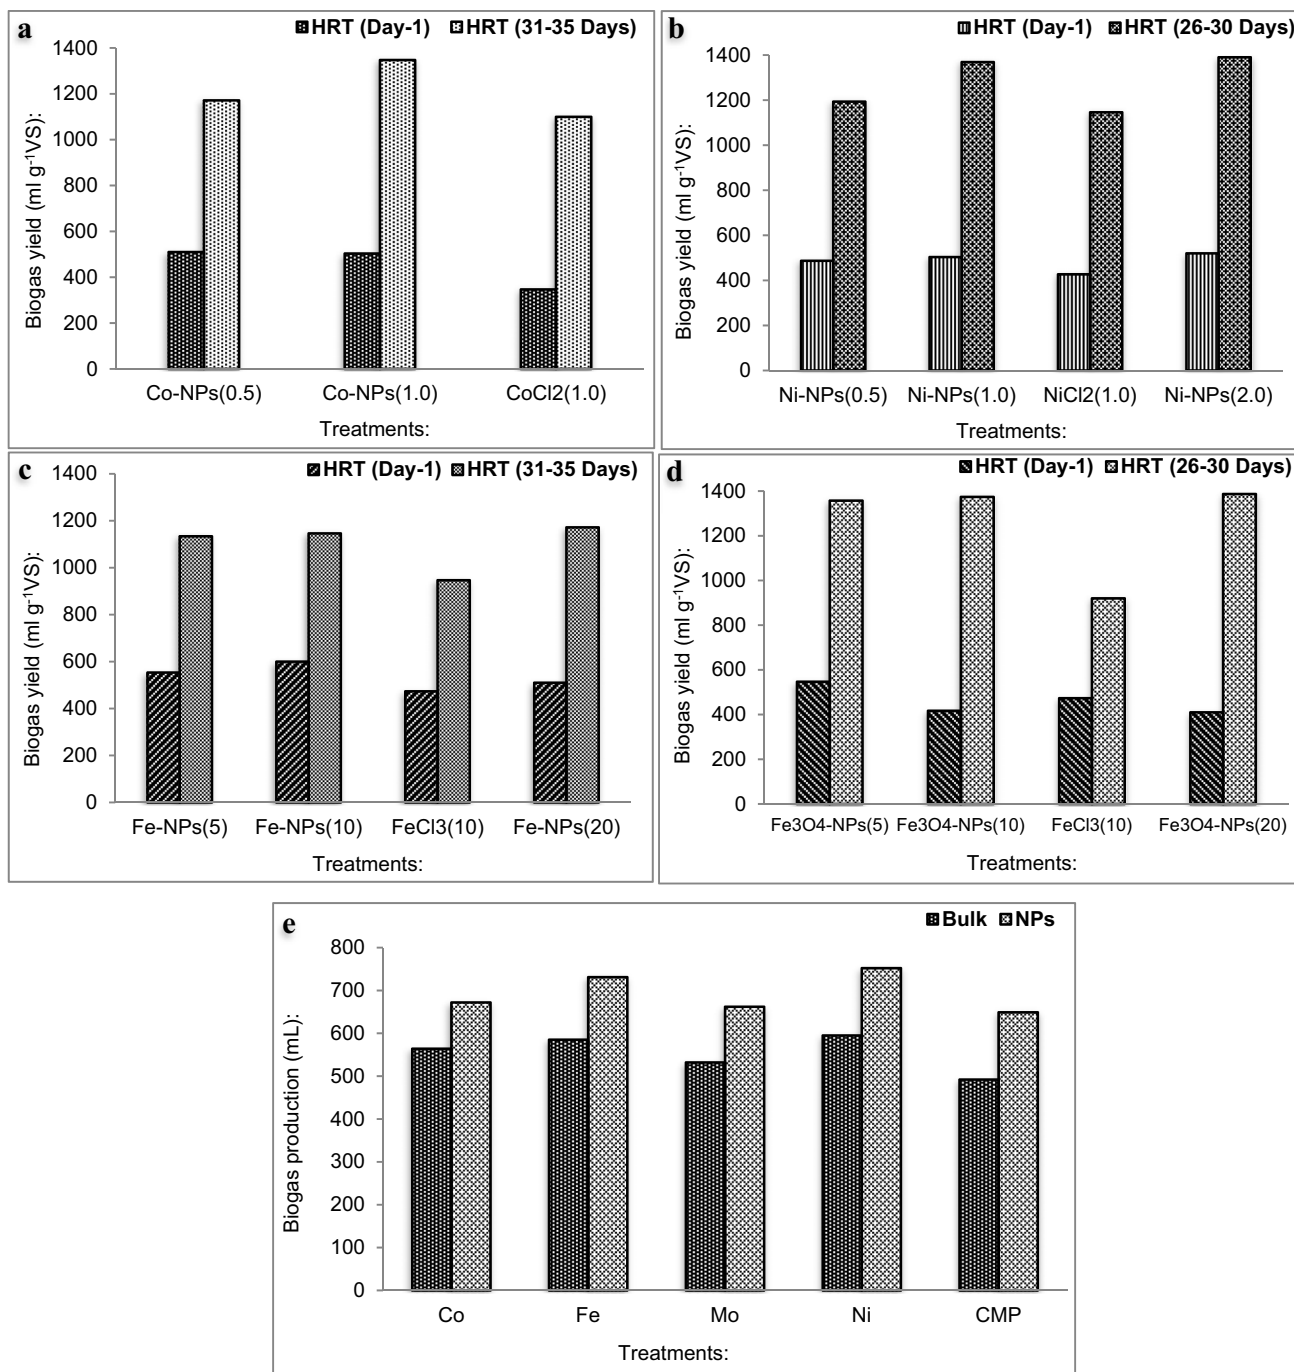 a
HRT (Day-1) HRT (31-35 Days)
Biogas yield (ml g-1VS):
1400
1200
1000
800
600
400
200
0
Co-NPs(0.5) Co-NPs(1.0) CoCl2(1.0)
Treatments:
b
HRT (Day-1) HRT (26-30 Days)
Biogas yield (ml g-1VS):
1400
1200
1000
800
600
400
200
0
Ni-NPs(0.5) Ni-NPs(1.0) NiCl2(1.0) Ni-NPs(2.0)
Treatments:
c
HRT (Day-1) HRT (31-35 Days)
Biogas yield (ml g-1VS):
1400
1200
1000
800
600
400
200
0
Fe-NPs(5) Fe-NPs(10) FeCl3(10) Fe-NPs(20)
Treatments:
d
HRT (Day-1) HRT (26-30 Days)
Biogas yield (ml g-1VS):
1400
1200
1000
800
600
400
200
0
Fe3O4-NPs(5) Fe3O4-NPs(10) FeCl3(10) Fe3O4-NPs(20)
Treatments:
e
Bulk NPs
Biogas production (mL):
800
700
600
500
400
300
200
100
0
Co Fe Mo Ni CMP
Treatments: